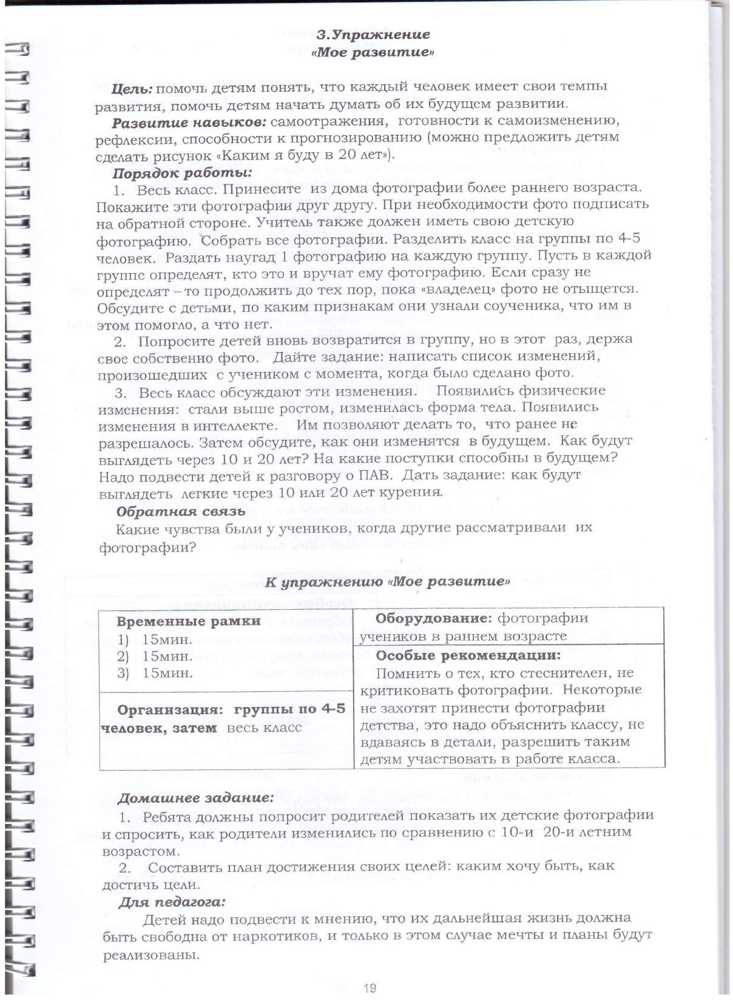 3.Упражнение
«Мое развитие»
Цель: помочь детям понять, что каждый человек имеет свои темпы
развития, помочь детям начать думать об их будущем развитии.
Развитие навыков: самоотражения, готовности к самоизменению,
рефлексии, способности к прогнозированию (можно предложить детям
сделать рисунок «Каким я буду в 20 лет»).
Порядок работы:
1. Весь класс. Принесите из дома фотографии более раннего возраста.
Покажите эти фотографии друг другу. При необходимости фото подписать
на обратной стороне. Учитель также должен иметь свою детскую
фотографию. Собрать все фотографии. Разделить класс на группы по 4-5
человек. Раздать наугад 1 фотографию на каждую группу. Пусть в каждой
группе определят, кто это и вручат ему фотографию. Если сразу не
определят – то продолжить до тех пор, пока «владелец» фото не отыщется.
Обсудите с детьми, по каким признакам они узнали соученика, что им в
этом помогло, а что нет.
2. Попросите детей вновь возвратится в группу, но в этот раз, держа
свое собственно фото. Дайте задание: написать список изменений,
произошедших с учеником с момента, когда было сделано фото.
3. Весь класс обсуждают эти изменения. Появились физические
изменения: стали выше ростом, изменилась форма тела. Появились
изменения в интеллекте. Им позволяют делать то, что ранее не
разрешалось. Затем обсудите, как они изменятся в будущем. Как будут
выглядеть через 10 и 20 лет? На какие поступки способны в будущем?
Надо подвести детей к разговору о ПАВ. Дать задание: как будут
выглядеть легкие через 10 или 20 лет курения.
Обратная связь
Какие чувства были у учеников, когда другие рассматривали их
фотографии?
К упражнению «Мое развитие»
Временные рамки
1) 15мин.
2) 15мин.
3) 15мин.
Организация: группы по 4-5
человек, затем весь класс
Оборудование: фотографии
учеников в раннем возрасте
Особые рекомендации:
Помнить о тех, кто стеснителен, не
критиковать фотографии. Некоторые
не захотят принести фотографии
детства, это надо объяснить классу, не
вдаваясь в детали, разрешить таким
детям участвовать в работе класса.
Домашнее задание:
1. Ребята должны попросит родителей показать их детские фотографии
и спросить, как родители изменились по сравнению с 10-и 20-и летним
возрастом.
2. Составить план достижения своих целей: каким хочу быть, как
достичь цели.
Для педагога:
Детей надо подвести к мнению, что их дальнейшая жизнь должна
быть свободна от наркотиков, и только в этом случае мечты и планы будут
реализованы.
19